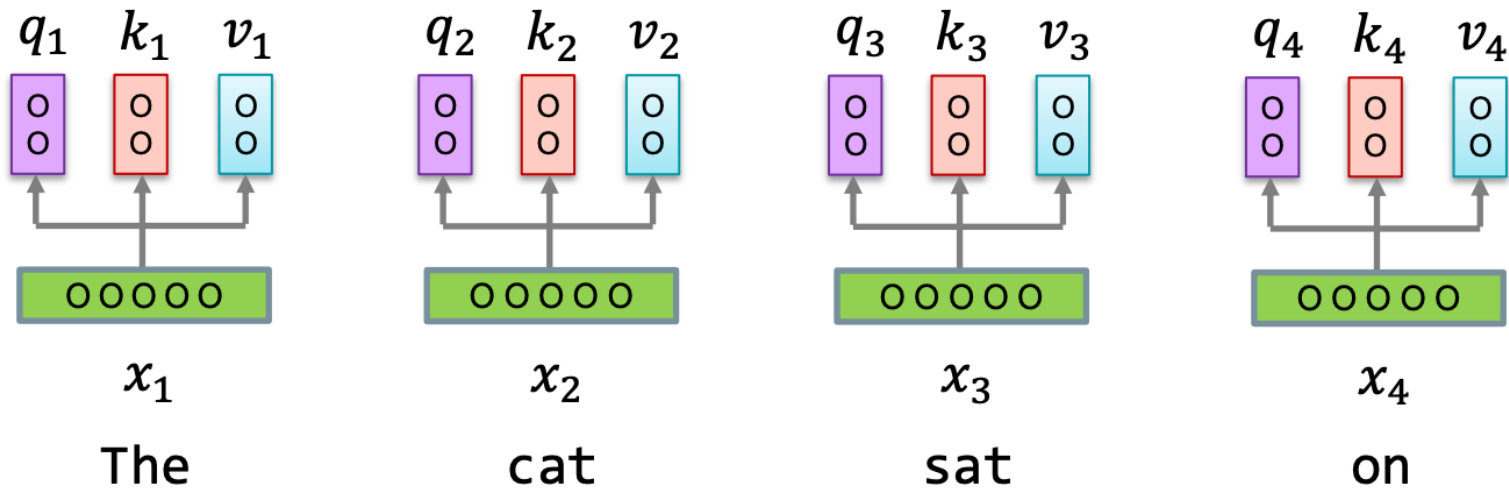 q₁ k₁ v₁ q₂ k₂ v₂ q₃ k₃ v₃ q₄ k₄ v₄
O O O O O O O O O O O O
O O O O O O O O O O O O
O O O O O O O O O O O O O O O O O O O O
x₁ x₂ x₃ x₄
The cat sat on